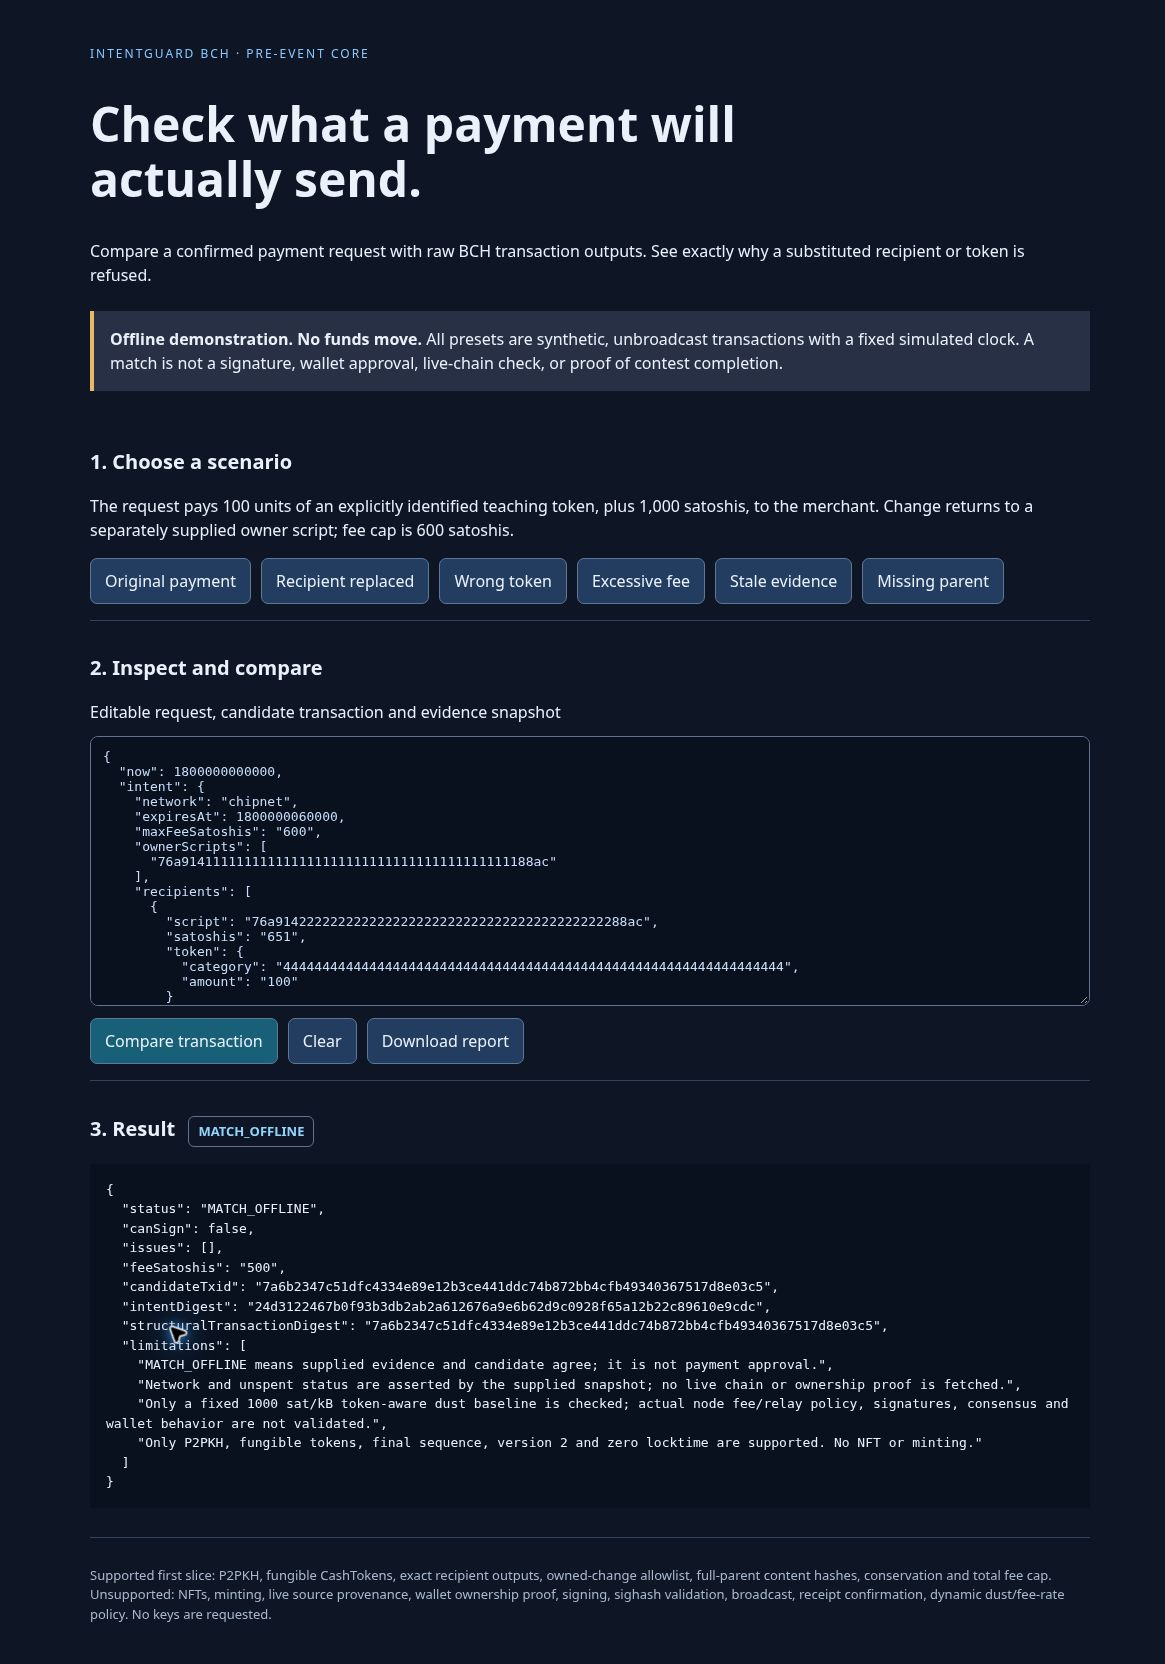 INTENTGUARD BCH · PRE-EVENT CORE
Check what a payment will
actually send.
Compare a confirmed payment request with raw BCH transaction outputs. See exactly why a substituted recipient or token is
refused.
Offline demonstration. No funds move. All presets are synthetic, unbroadcast transactions with a fixed simulated clock. A
match is not a signature, wallet approval, live-chain check, or proof of contest completion.
1. Choose a scenario
The request pays 100 units of an explicitly identified teaching token, plus 1,000 satoshis, to the merchant. Change returns to a
separately supplied owner script; fee cap is 600 satoshis.
Original payment Recipient replaced Wrong token Excessive fee Stale evidence Missing parent
2. Inspect and compare
Editable request, candidate transaction and evidence snapshot
{
"now": 1800000000000,
"intent": {
"network": "chipnet",
"expiresAt": 1800000060000,
"maxFeeSatoshis": "600",
"ownerScripts": [
"76a914111111111111111111111111111111111111111188ac"
],
"recipients": [
{
"script": "76a914222222222222222222222222222222222222222288ac",
"satoshis": "651",
"token": {
"category": "4444444444444444444444444444444444444444444444444444444444444444",
"amount": "100"
}
Compare transaction Clear Download report
3. Result MATCH_OFFLINE
{
"status": "MATCH_OFFLINE",
"canSign": false,
"issues": [],
"feeSatoshis": "500",
"candidateTxid": "7a6b2347c51dfc4334e89e12b3ce441ddc74b872bb4cfb49340367517d8e03c5",
"intentDigest": "24d3122467b0f93b3db2ab2a612676a9e6b62d9c0928f65a12b22c89610e9cdc",
"structuralTransactionDigest": "7a6b2347c51dfc4334e89e12b3ce441ddc74b872bb4cfb49340367517d8e03c5",
"limitations": [
"MATCH_OFFLINE means supplied evidence and candidate agree; it is not payment approval.",
"Network and unspent status are asserted by the supplied snapshot; no live chain or ownership proof is fetched.",
"Only a fixed 1000 sat/kB token-aware dust baseline is checked; actual node fee/relay policy, signatures, consensus and
wallet behavior are not validated.",
"Only P2PKH, fungible tokens, final sequence, version 2 and zero locktime are supported. No NFT or minting."
]
}
Supported first slice: P2PKH, fungible CashTokens, exact recipient outputs, owned-change allowlist, full-parent content hashes, conservation and total fee cap.
Unsupported: NFTs, minting, live source provenance, wallet ownership proof, signing, sighash validation, broadcast, receipt confirmation, dynamic dust/fee-rate
policy. No keys are requested.